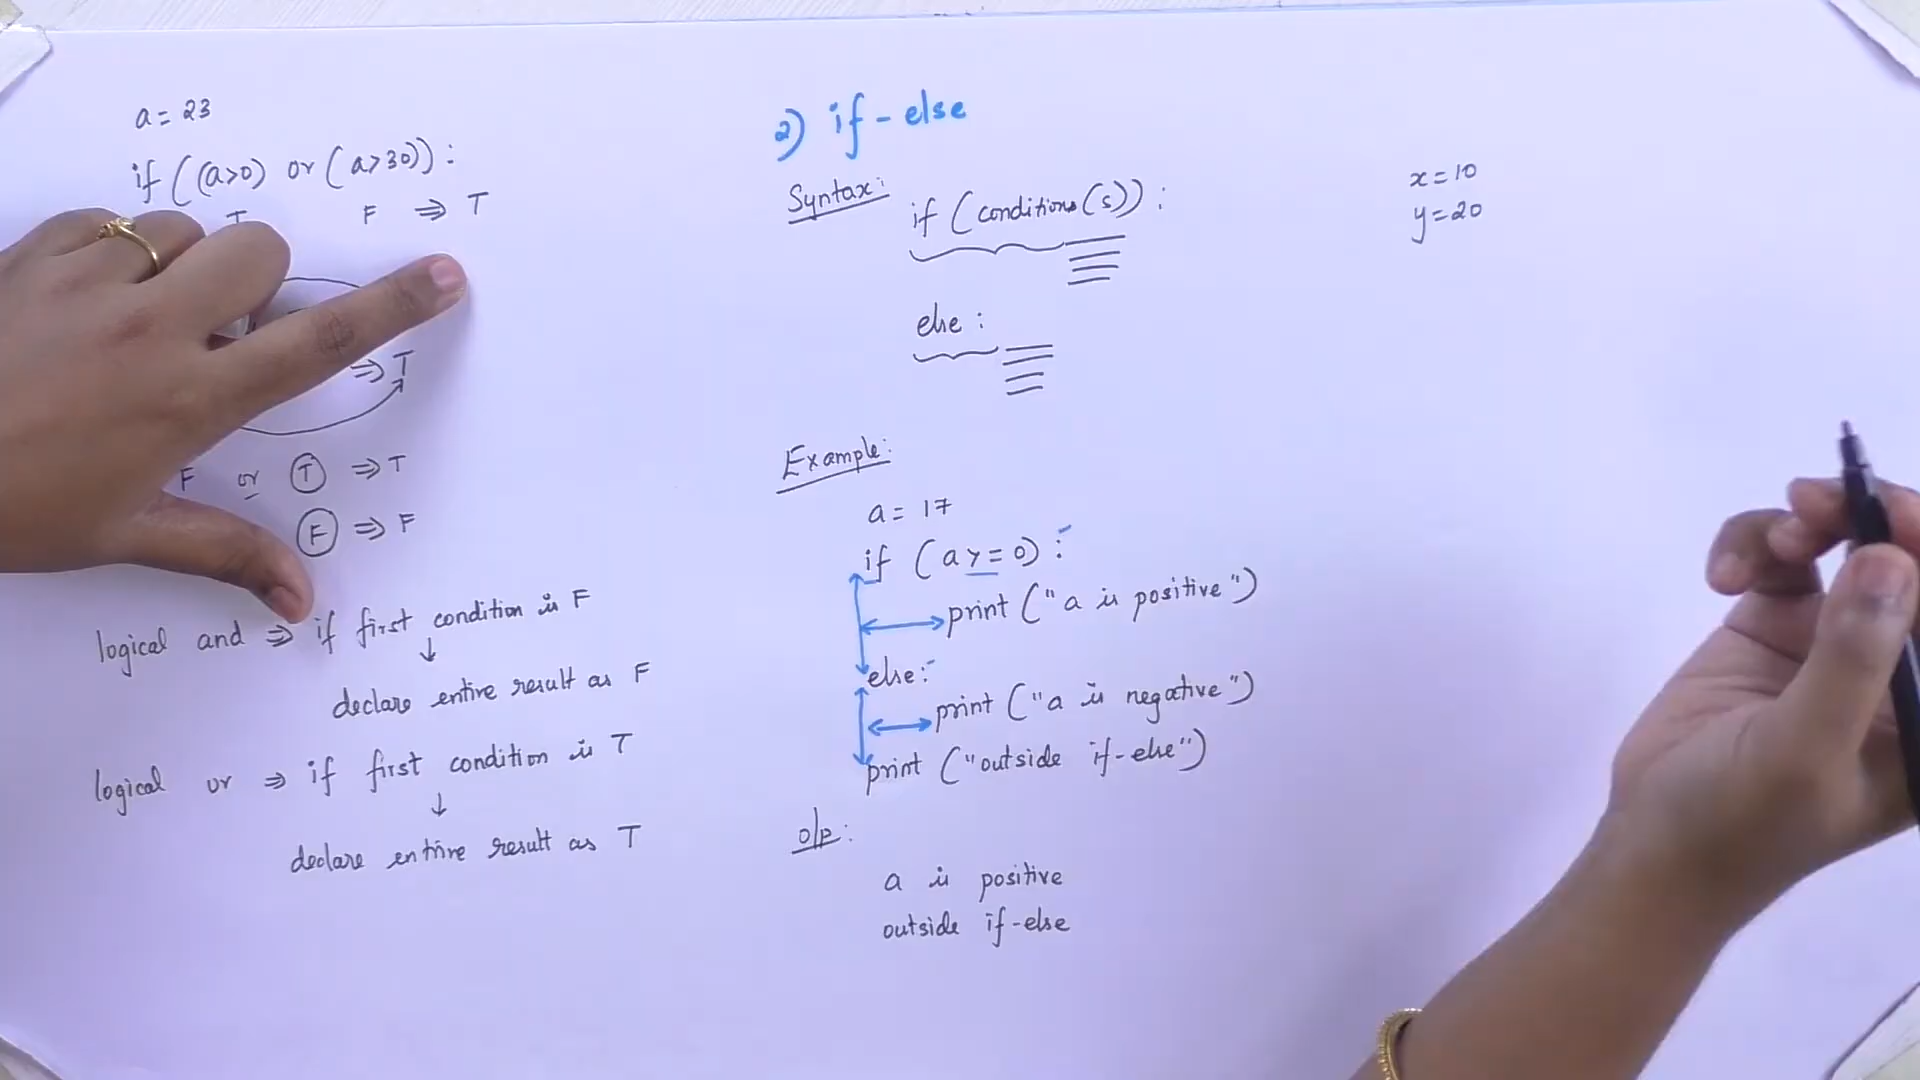 a = 23
if ((a>0) or (a>30)):
T F ⇒ T
⇒ T
F or T ⇒ T
F ⇒ F
logical and ⇒ if first condition is F
↓
declare entire result as F
logical or ⇒ if first condition is T
↓
declare entire result as T
2) if-else
Syntax:
if (conditions(s)):
else :
Example:
a = 17
if (a >= 0) :
print ("a is positive")
else:
print ("a is negative")
print ("outside if-else")
o/p:
a is positive
outside if-else
x=10
y=20